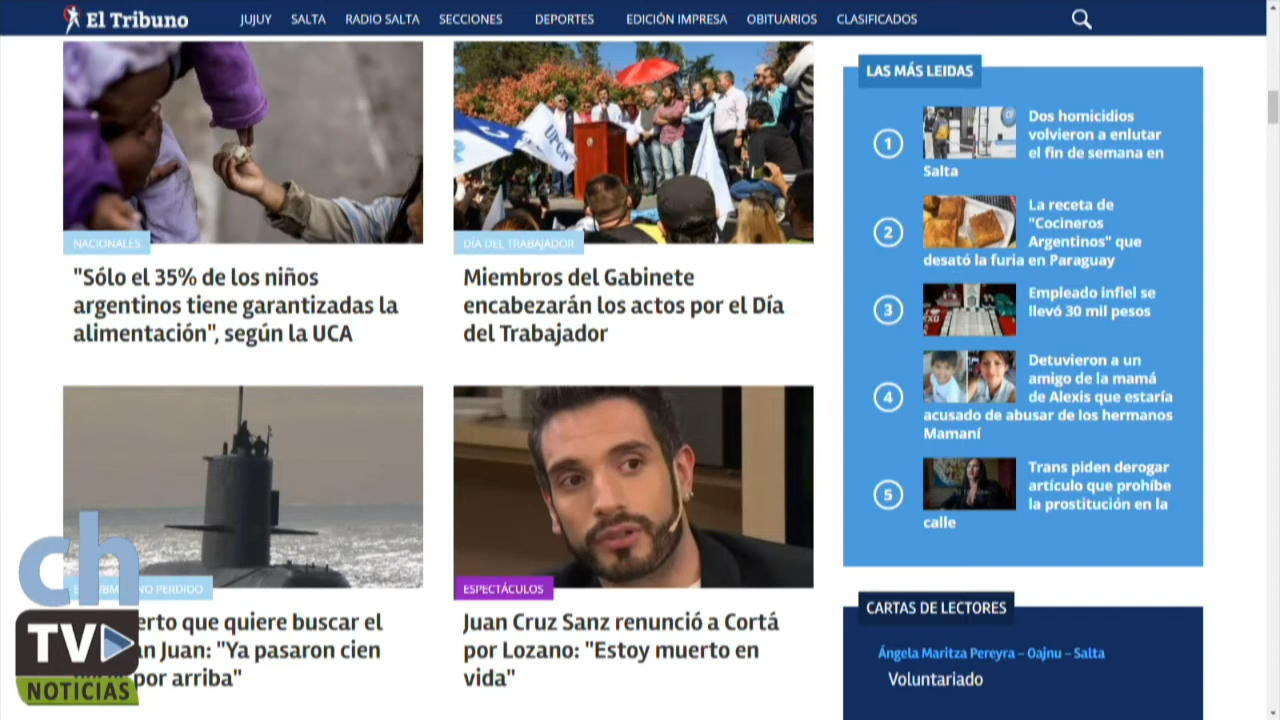 El Tribuno
JUJUY SALTA RADIO SALTA SECCIONES DEPORTES EDICIÓN IMPRESA OBITUARIOS CLASIFICADOS
NACIONALES
"Sólo el 35% de los niños
argentinos tiene garantizadas la
alimentación", según la UCA
DÍA DEL TRABAJADOR
Miembros del Gabinete
encabezarán los actos por el Día
del Trabajador
PERDIDO
que quiere buscar el
Juan: "Ya pasaron cien
por arriba"
ESPECTÁCULOS
Juan Cruz Sanz renunció a Cortá
por Lozano: "Estoy muerto en
vida"
LAS MÁS LEIDAS
1
Dos homicidios
volvieron a enlutar
el fin de semana en
Salta
2
La receta de
"Cocineros
Argentinos" que
desató la furia en Paraguay
3
Empleado infiel se
llevó 30 mil pesos
4
Detuvieron a un
amigo de la mamá
de Alexis que estaría
acusado de abusar de los hermanos
Mamaní
5
Trans piden derogar
artículo que prohíbe
la prostitución en la
calle
CARTAS DE LECTORES
Ángela Maritza Pereyra – Oajnu – Salta
Voluntariado
ch
TV
NOTICIAS